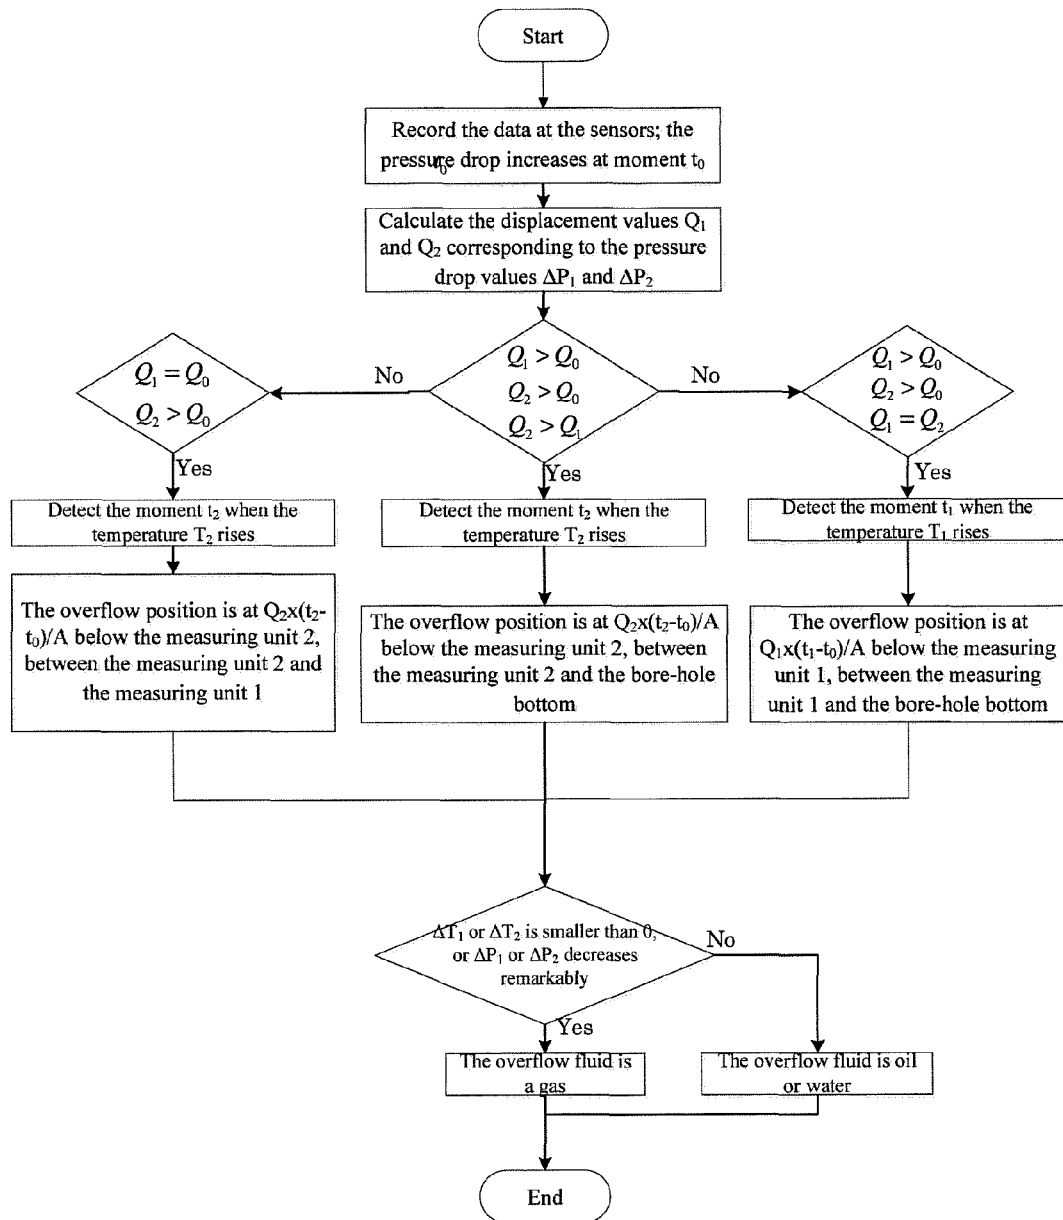 Start
Record the data at the sensors; the
pressure drop increases at moment t₀
Calculate the displacement values Q₁
and Q₂ corresponding to the pressure
drop values ΔP₁ and ΔP₂
Q₁ = Q₀
Q₂ > Q₀
No
Q₁ > Q₀
Q₂ > Q₀
Q₂ > Q₁
No
Q₁ > Q₀
Q₂ > Q₀
Q₁ = Q₂
Yes
Yes
Yes
Detect the moment t₂ when the
temperature T₂ rises
Detect the moment t₂ when the
temperature T₂ rises
Detect the moment t₁ when the
temperature T₁ rises
The overflow position is at Q₂x(t₂-
t₀)/A below the measuring unit 2,
between the measuring unit 2 and
the measuring unit 1
The overflow position is at Q₂x(t₂-t₀)/A
below the measuring unit 2, between
the measuring unit 2 and the bore-hole
bottom
The overflow position is at
Q₁x(t₁-t₀)/A below the measuring
unit 1, between the measuring
unit 1 and the bore-hole bottom
ΔT₁ or ΔT₂ is smaller than 0,
or ΔP₁ or ΔP₂ decreases
remarkably
No
Yes
The overflow fluid is
a gas
The overflow fluid is oil
or water
End